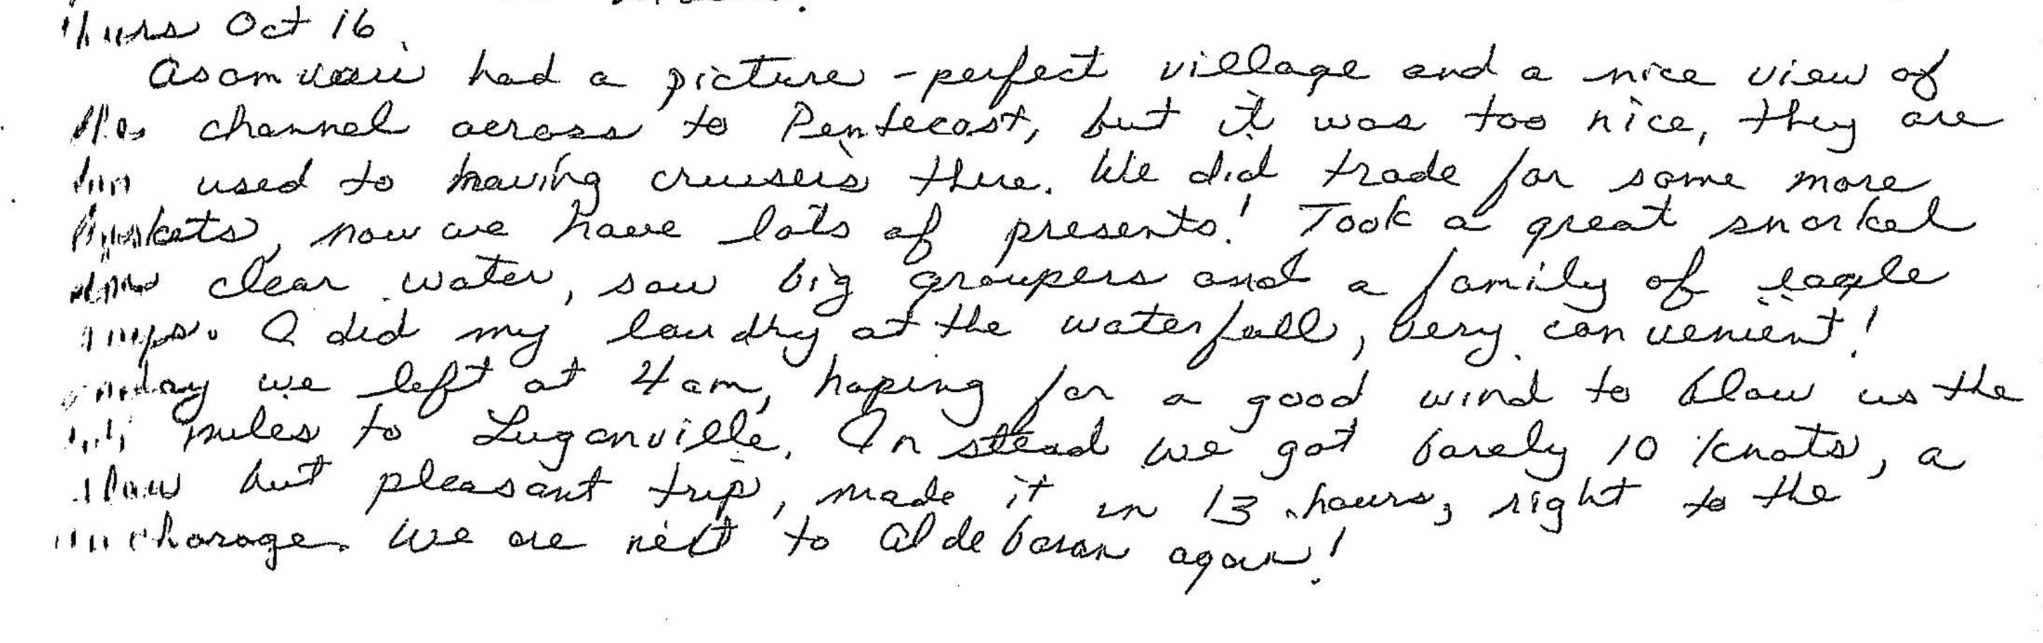 Thurs Oct 16
Asomvari had a picture-perfect village and a nice view of
the channel across to Pentecost, but it was too nice, they are
used to having cruisers there. We did trade for some more
baskets, now we have lots of presents! Took a great snorkel
clear water, saw big groupers and a family of eagle
rays. I did my laundry at the waterfall, very convenient!
we left at 4am, hoping for a good wind to blow us the
miles to Luganville. Instead we got barely 10 knots, a
slow but pleasant trip, made it in 13 hours, right to the
anchorage. We are next to Aldebaran again!